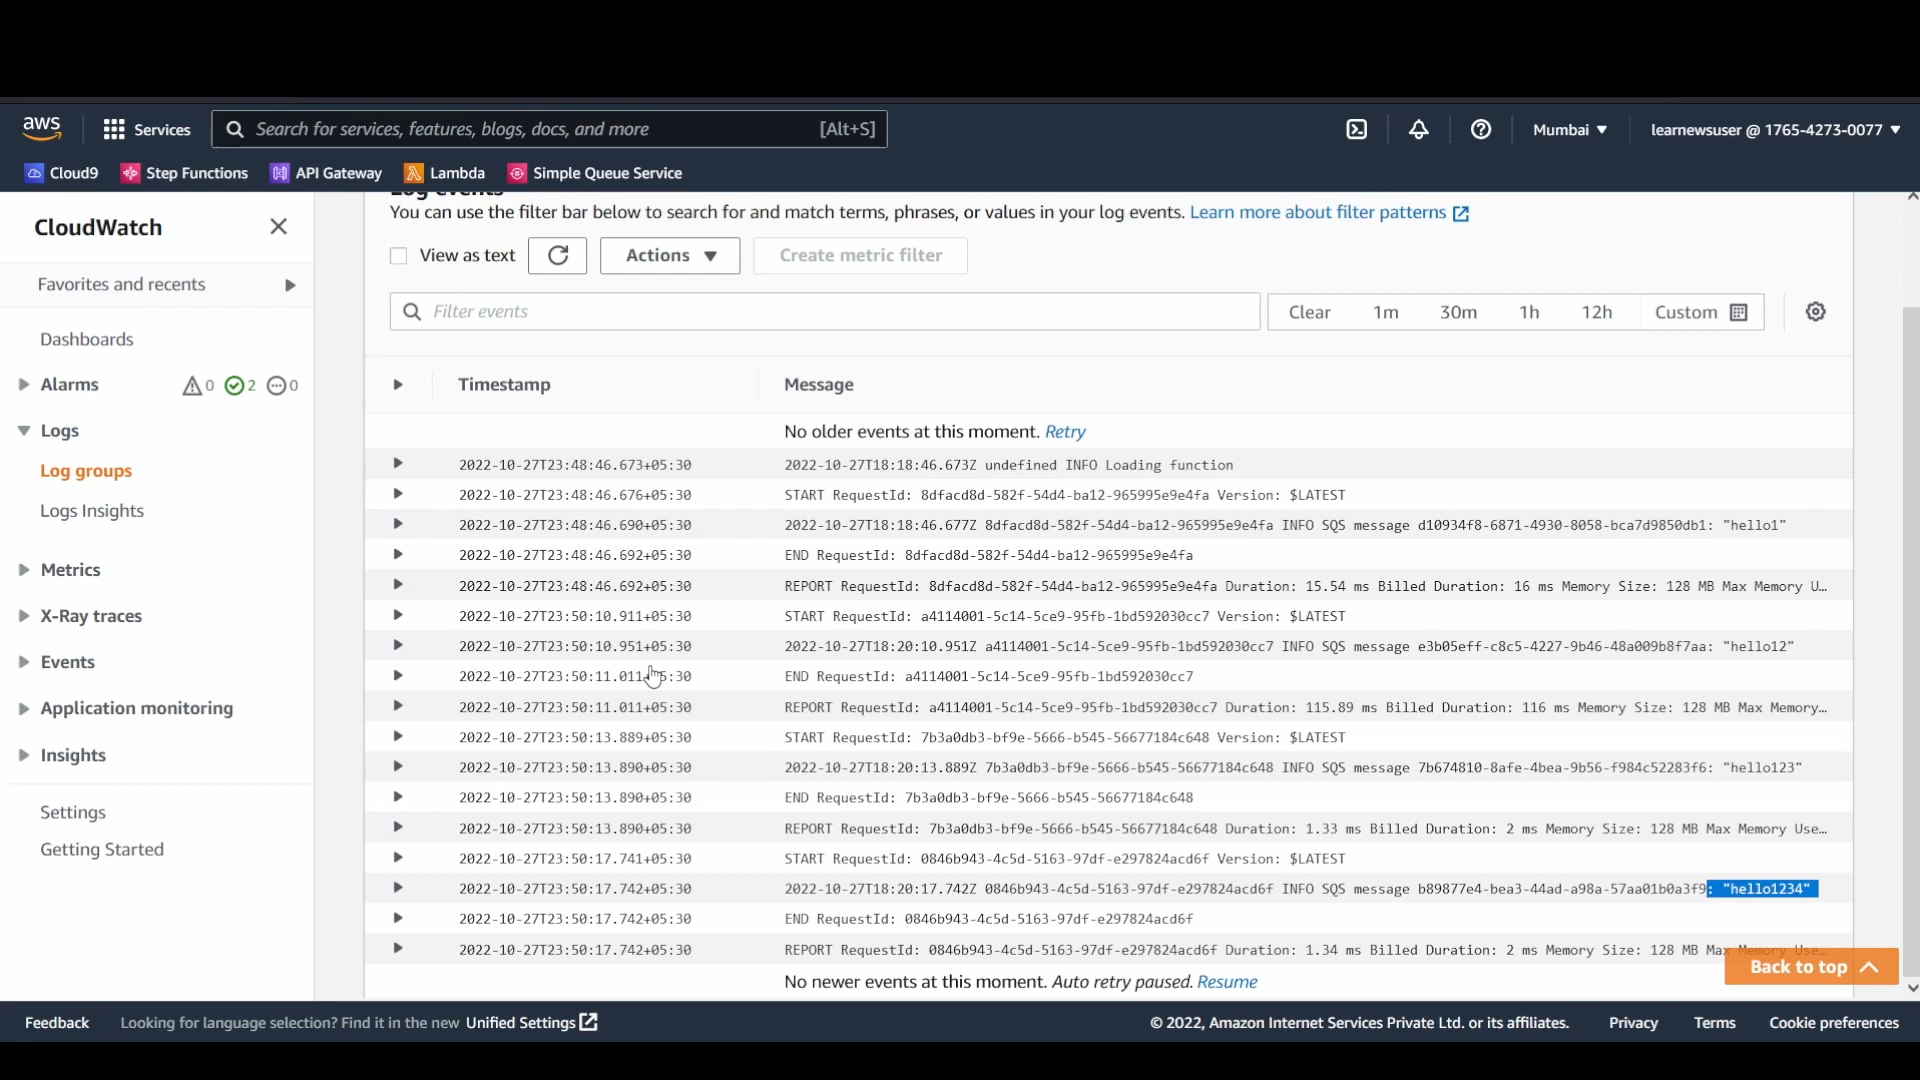 aws Services Search for services, features, blogs, docs, and more [Alt+S] Mumbai learnewsuser @ 1765-4273-0077
Cloud9 Step Functions API Gateway Lambda Simple Queue Service
CloudWatch
Favorites and recents
Dashboards
Alarms 0 2 0
Logs
Log groups
Logs Insights
Metrics
X-Ray traces
Events
Application monitoring
Insights
Settings
Getting Started
Log events
You can use the filter bar below to search for and match terms, phrases, or values in your log events. Learn more about filter patterns
View as text Actions Create metric filter
Filter events Clear 1m 30m 1h 12h Custom
Timestamp Message
No older events at this moment. Retry
2022-10-27T23:48:46.673+05:30 2022-10-27T18:18:46.673Z undefined INFO Loading function
2022-10-27T23:48:46.676+05:30 START RequestId: 8dfacd8d-582f-54d4-ba12-965995e9e4fa Version: $LATEST
2022-10-27T23:48:46.690+05:30 2022-10-27T18:18:46.677Z 8dfacd8d-582f-54d4-ba12-965995e9e4fa INFO SQS message d10934f8-6871-4930-8058-bca7d9850db1: "hello1"
2022-10-27T23:48:46.692+05:30 END RequestId: 8dfacd8d-582f-54d4-ba12-965995e9e4fa
2022-10-27T23:48:46.692+05:30 REPORT RequestId: 8dfacd8d-582f-54d4-ba12-965995e9e4fa Duration: 15.54 ms Billed Duration: 16 ms Memory Size: 128 MB Max Memory U…
2022-10-27T23:50:10.911+05:30 START RequestId: a4114001-5c14-5ce9-95fb-1bd592030cc7 Version: $LATEST
2022-10-27T23:50:10.951+05:30 2022-10-27T18:20:10.951Z a4114001-5c14-5ce9-95fb-1bd592030cc7 INFO SQS message e3b05eff-c8c5-4227-9b46-48a009b8f7aa: "hello12"
2022-10-27T23:50:11.011+05:30 END RequestId: a4114001-5c14-5ce9-95fb-1bd592030cc7
2022-10-27T23:50:11.011+05:30 REPORT RequestId: a4114001-5c14-5ce9-95fb-1bd592030cc7 Duration: 115.89 ms Billed Duration: 116 ms Memory Size: 128 MB Max Memory…
2022-10-27T23:50:13.889+05:30 START RequestId: 7b3a0db3-bf9e-5666-b545-56677184c648 Version: $LATEST
2022-10-27T23:50:13.890+05:30 2022-10-27T18:20:13.889Z 7b3a0db3-bf9e-5666-b545-56677184c648 INFO SQS message 7b674810-8afe-4bea-9b56-f984c52283f6: "hello123"
2022-10-27T23:50:13.890+05:30 END RequestId: 7b3a0db3-bf9e-5666-b545-56677184c648
2022-10-27T23:50:13.890+05:30 REPORT RequestId: 7b3a0db3-bf9e-5666-b545-56677184c648 Duration: 1.33 ms Billed Duration: 2 ms Memory Size: 128 MB Max Memory Use…
2022-10-27T23:50:17.741+05:30 START RequestId: 0846b943-4c5d-5163-97df-e297824acd6f Version: $LATEST
2022-10-27T23:50:17.742+05:30 2022-10-27T18:20:17.742Z 0846b943-4c5d-5163-97df-e297824acd6f INFO SQS message b89877e4-bea3-44ad-a98a-57aa01b0a3f9: "hello1234"
2022-10-27T23:50:17.742+05:30 END RequestId: 0846b943-4c5d-5163-97df-e297824acd6f
2022-10-27T23:50:17.742+05:30 REPORT RequestId: 0846b943-4c5d-5163-97df-e297824acd6f Duration: 1.34 ms Billed Duration: 2 ms Memory Size: 128 MB Max Memory Use…
No newer events at this moment. Auto retry paused. Resume
Back to top
Feedback Looking for language selection? Find it in the new Unified Settings © 2022, Amazon Internet Services Private Ltd. or its affiliates. Privacy Terms Cookie preferences